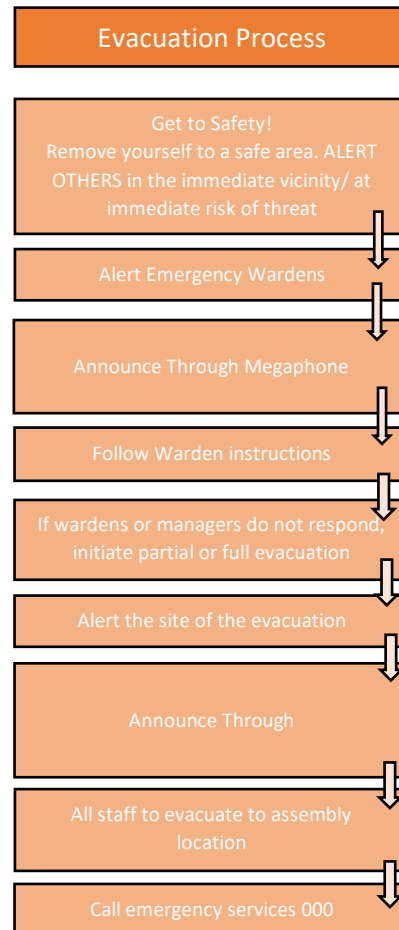 Evacuation Process
Get to Safety!
Remove yourself to a safe area. ALERT
OTHERS in the immediate vicinity/ at
immediate risk of threat
Alert Emergency Wardens
Announce Through Megaphone
Follow Warden instructions
If wardens or managers do not respond,
initiate partial or full evacuation
Alert the site of the evacuation
Announce Through
All staff to evacuate to assembly
location
Call emergency services 000